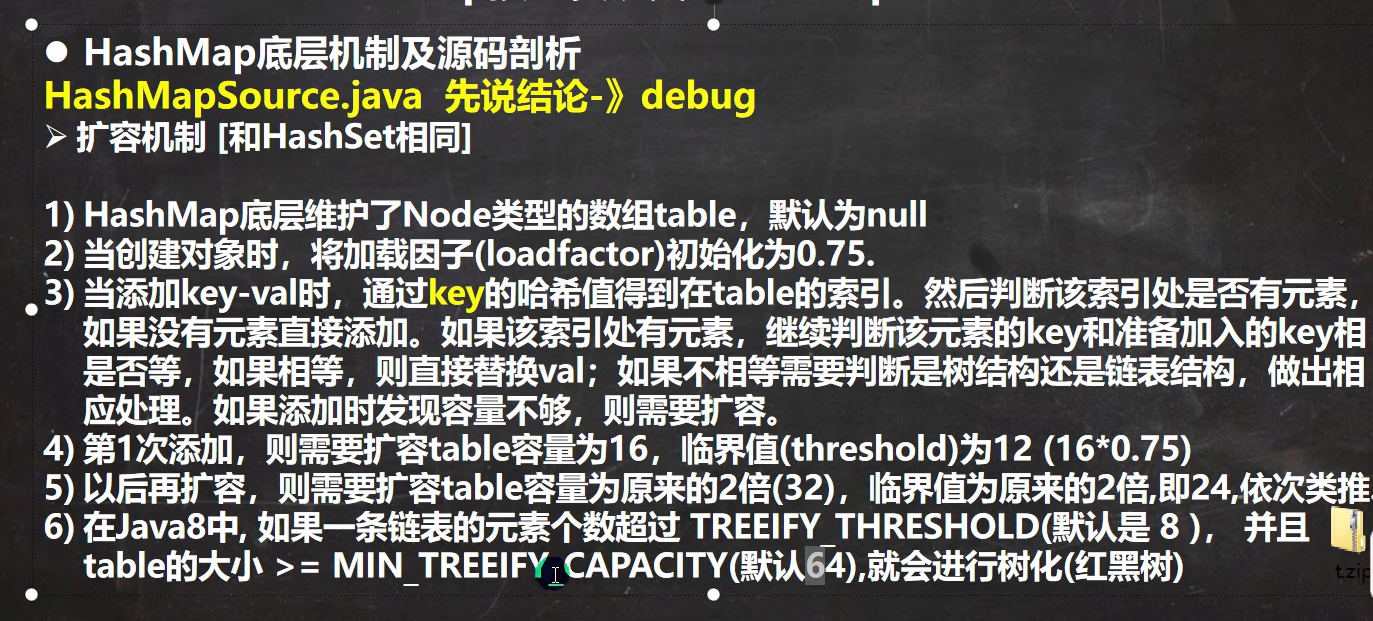 ● HashMap底层机制及源码剖析
HashMapSource.java 先说结论-》debug
➢ 扩容机制 [和HashSet相同]
1) HashMap底层维护了Node类型的数组table，默认为null
2) 当创建对象时，将加载因子(loadfactor)初始化为0.75.
3) 当添加key-val时，通过key的哈希值得到在table的索引。然后判断该索引处是否有元素，
如果没有元素直接添加。如果该索引处有元素，继续判断该元素的key和准备加入的key相
是否等，如果相等，则直接替换val；如果不相等需要判断是树结构还是链表结构，做出相
应处理。如果添加时发现容量不够，则需要扩容。
4) 第1次添加，则需要扩容table容量为16，临界值(threshold)为12 (16*0.75)
5) 以后再扩容，则需要扩容table容量为原来的2倍(32)，临界值为原来的2倍,即24,依次类推
6) 在Java8中, 如果一条链表的元素个数超过 TREEIFY_THRESHOLD(默认是 8 )， 并且
table的大小 >= MIN_TREEIFY_CAPACITY(默认64),就会进行树化(红黑树)
t.zip